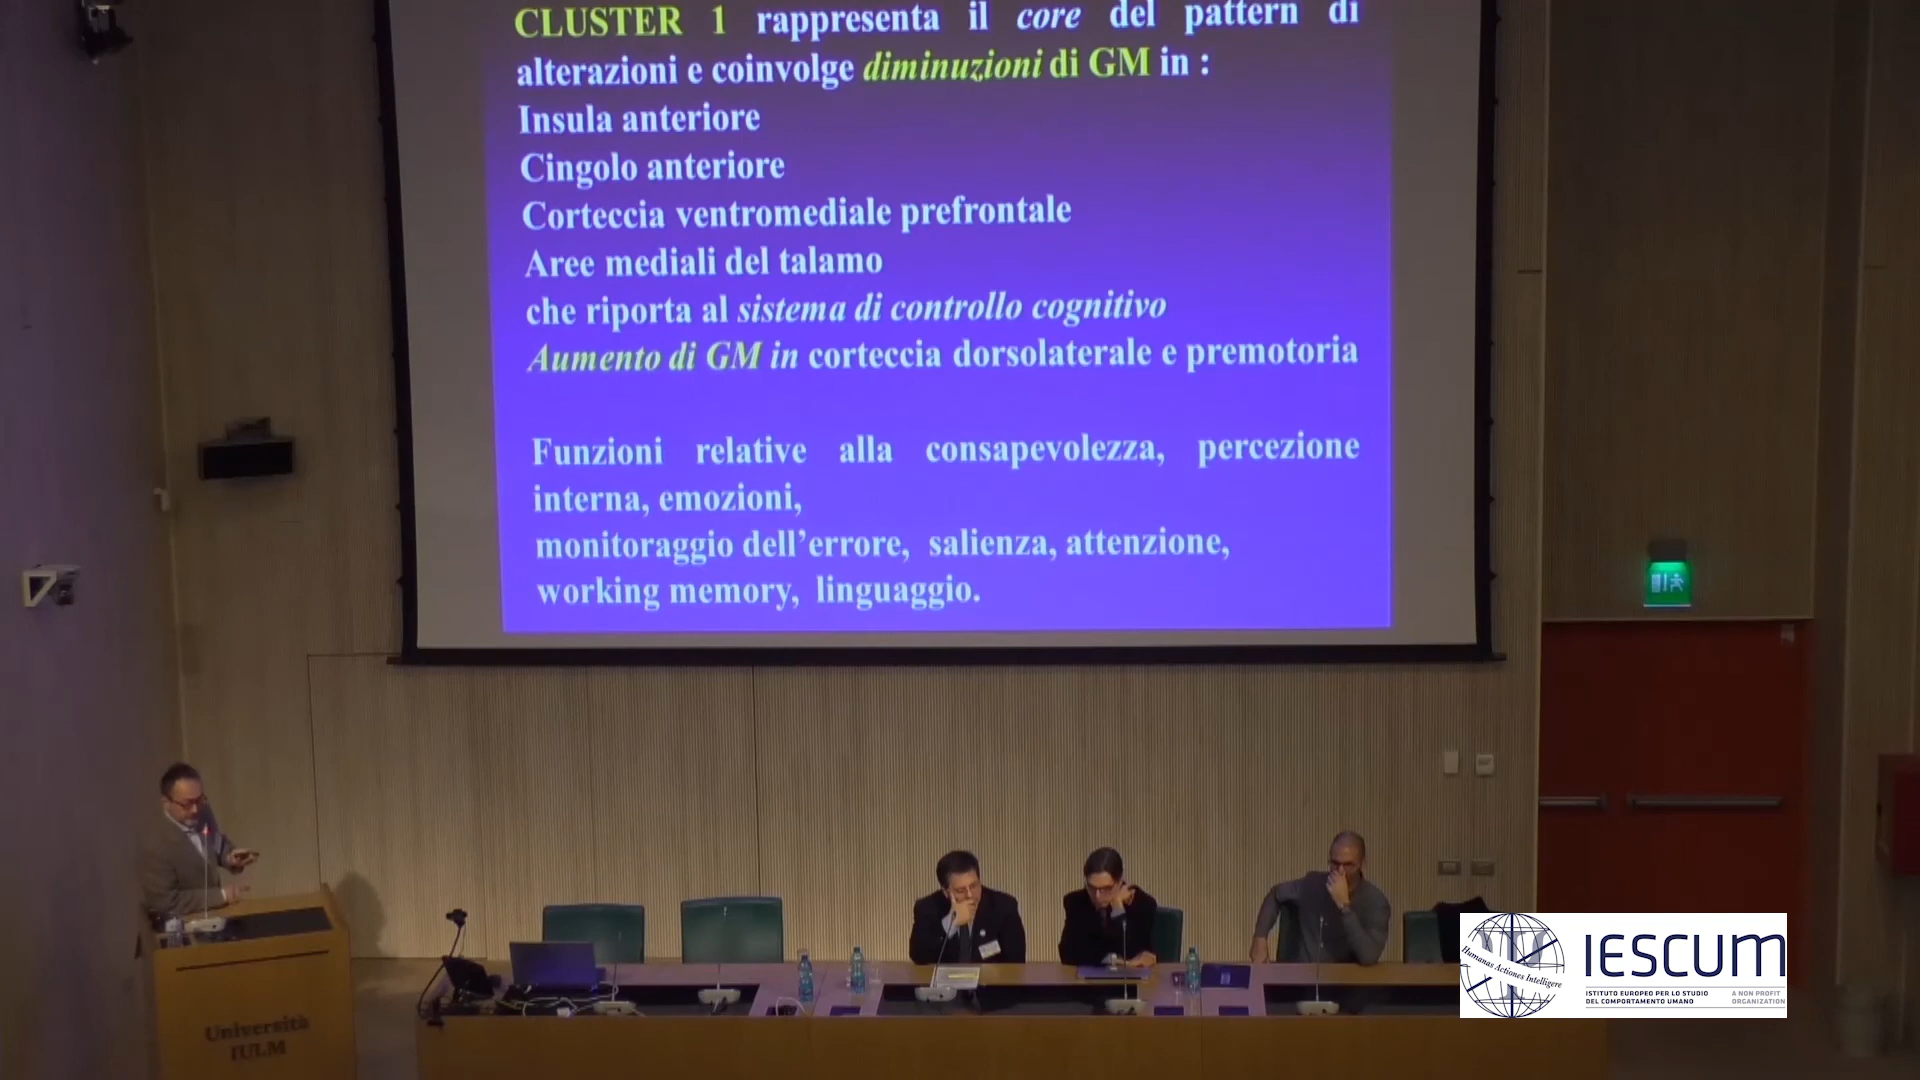 CLUSTER 1 rappresenta il core del pattern di
alterazioni e coinvolge diminuzioni di GM in :
Insula anteriore
Cingolo anteriore
Corteccia ventromediale prefrontale
Aree mediali del talamo
che riporta al sistema di controllo cognitivo
Aumento di GM in corteccia dorsolaterale e premotoria
Funzioni relative alla consapevolezza, percezione
interna, emozioni,
monitoraggio dell’errore, salienza, attenzione,
working memory, linguaggio.
Università
IULM
Humanas Actiones Intelligere
IESCUM
ISTITUTO EUROPEO PER LO STUDIO
DEL COMPORTAMENTO UMANO
A NON PROFIT
ORGANIZATION